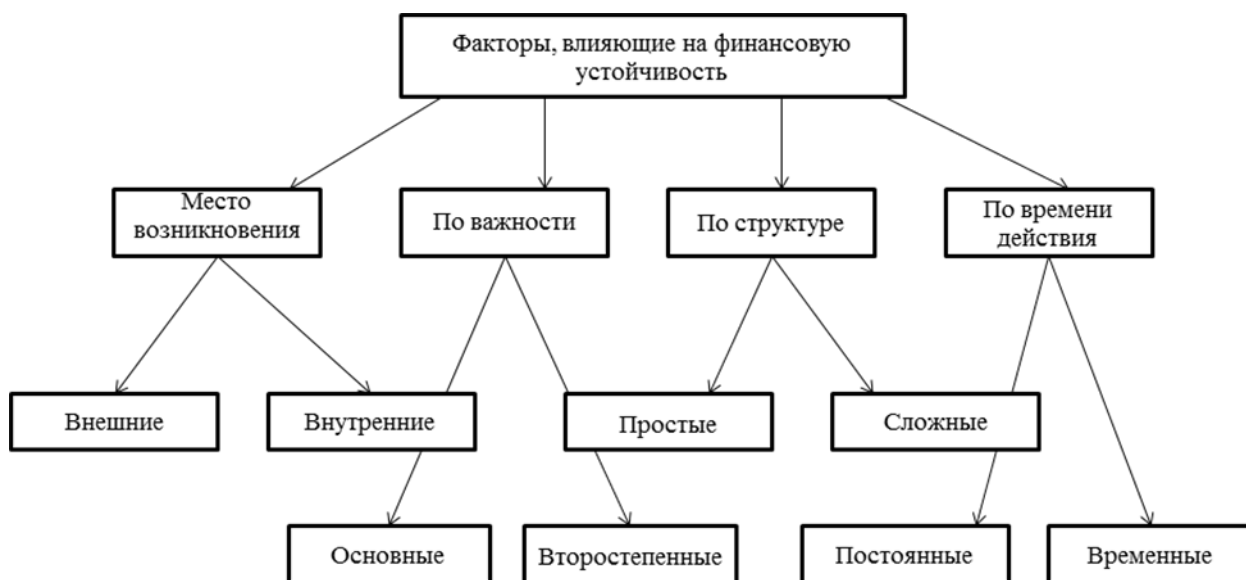 Факторы, влияющие на финансовую
устойчивость
Место
возникновения
По важности
По структуре
По времени
действия
Внешние
Внутренние
Простые
Сложные
Основные
Второстепенные
Постоянные
Временные